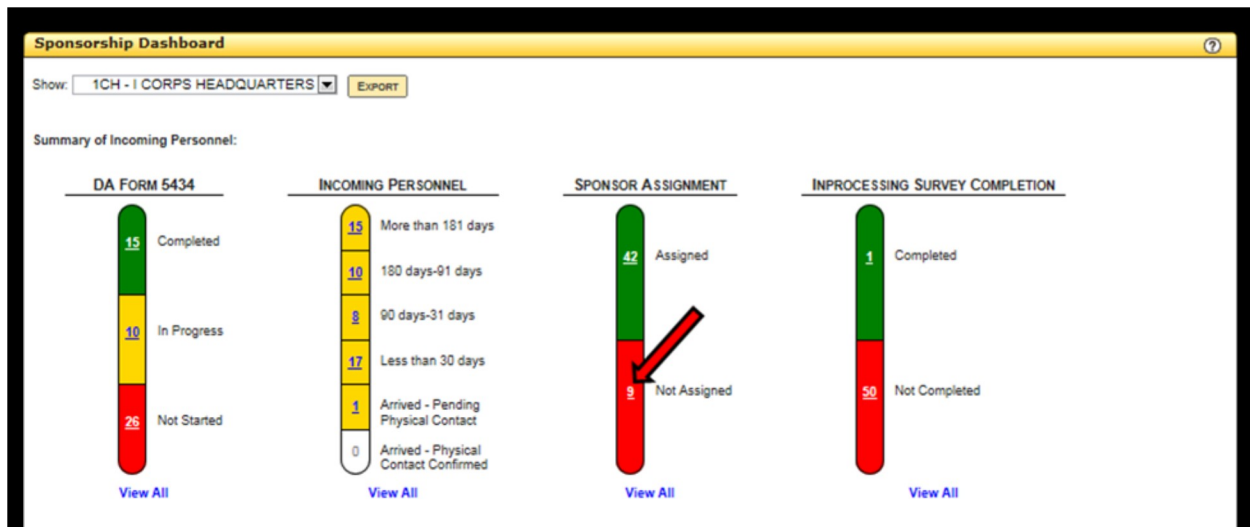 Sponsorship Dashboard ?
Show: 1CH - I CORPS HEADQUARTERS EXPORT
Summary of Incoming Personnel:
DA FORM 5434
15 Completed
10 In Progress
26 Not Started
View All
INCOMING PERSONNEL
15 More than 181 days
10 180 days-91 days
8 90 days-31 days
17 Less than 30 days
1 Arrived - Pending
Physical Contact
0 Arrived - Physical
Contact Confirmed
View All
SPONSOR ASSIGNMENT
42 Assigned
9 Not Assigned
View All
INPROCESSING SURVEY COMPLETION
1 Completed
50 Not Completed
View All